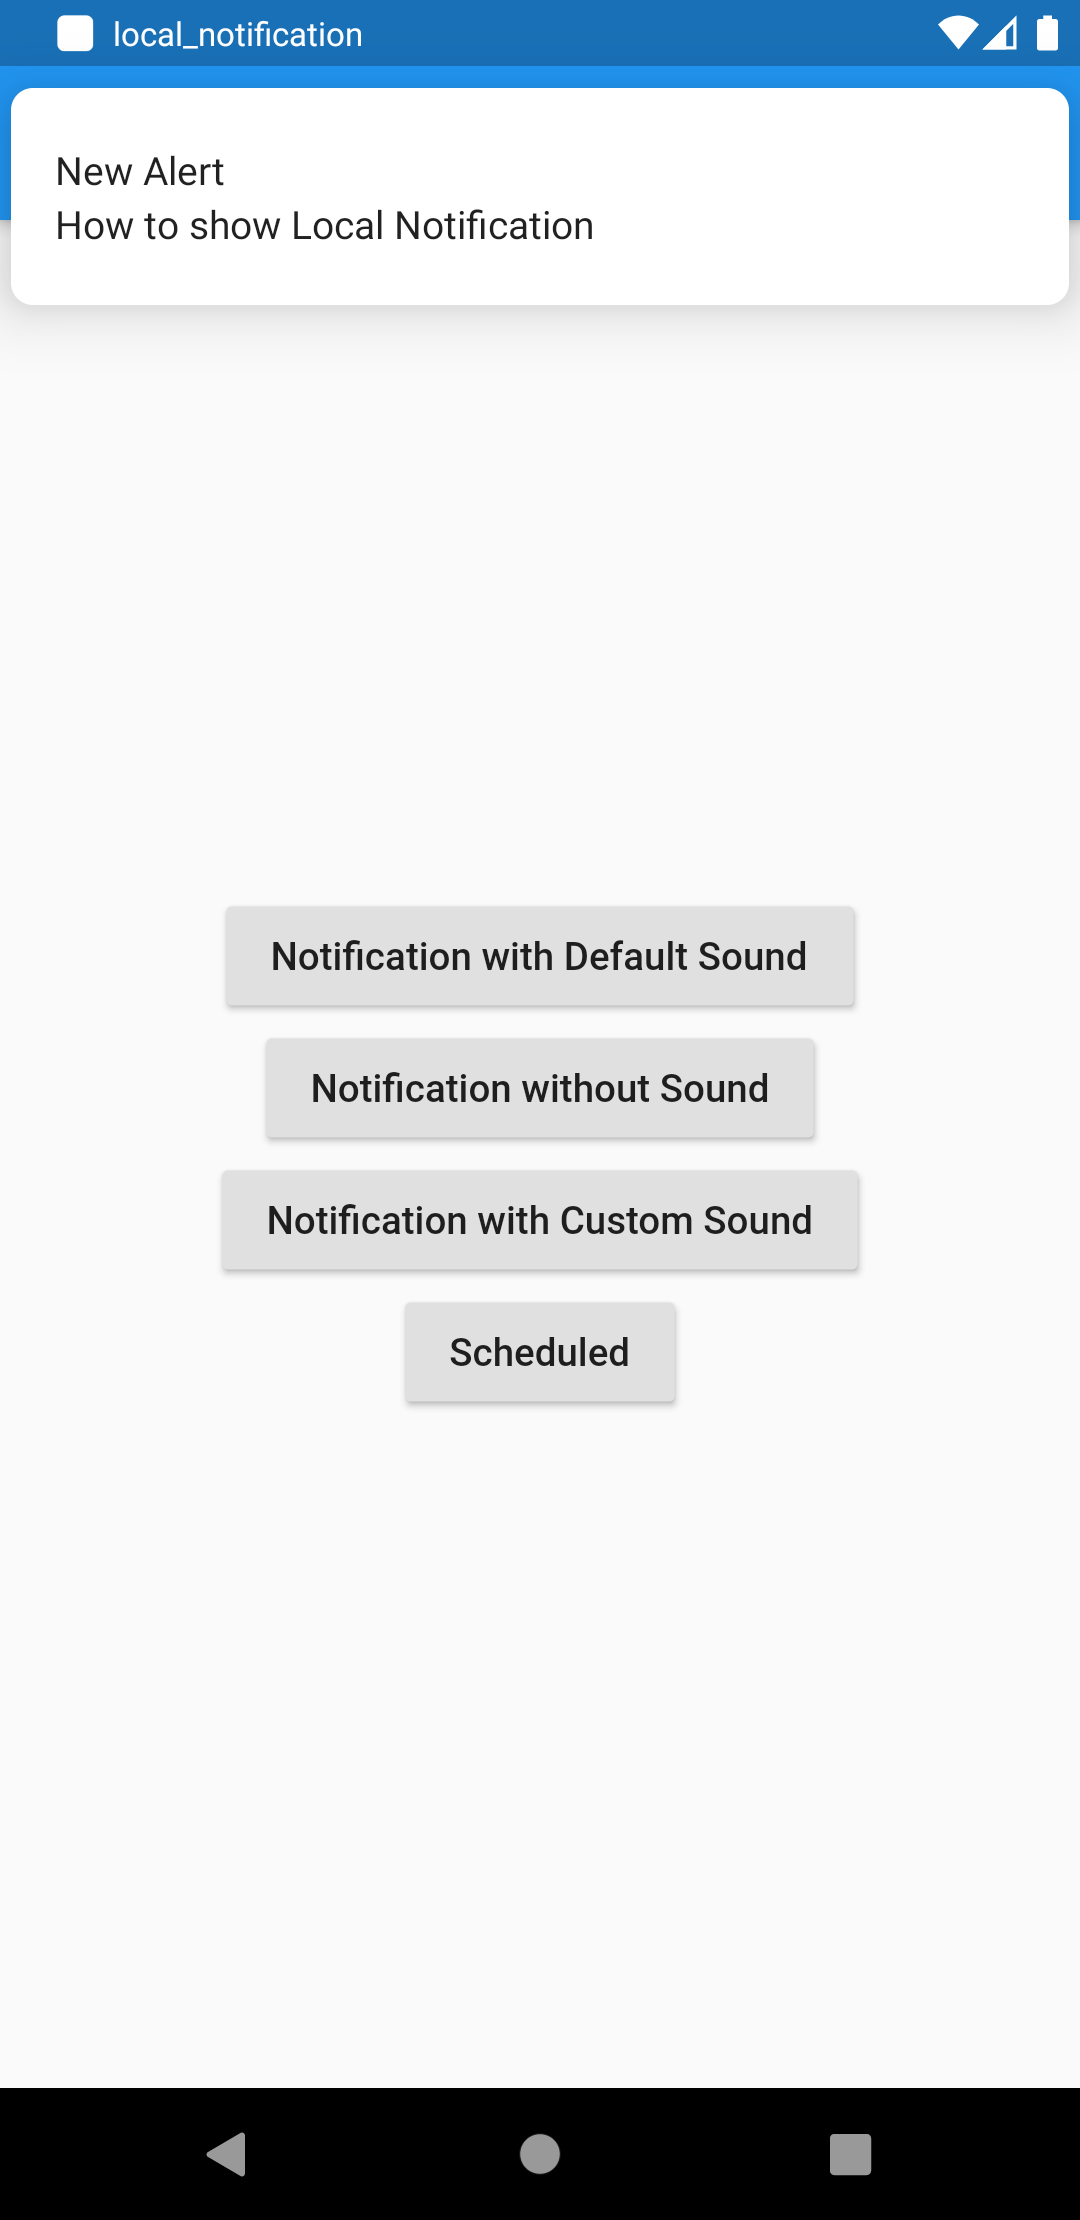 local_notification
New Alert
How to show Local Notification
Notification with Default Sound
Notification without Sound
Notification with Custom Sound
Scheduled